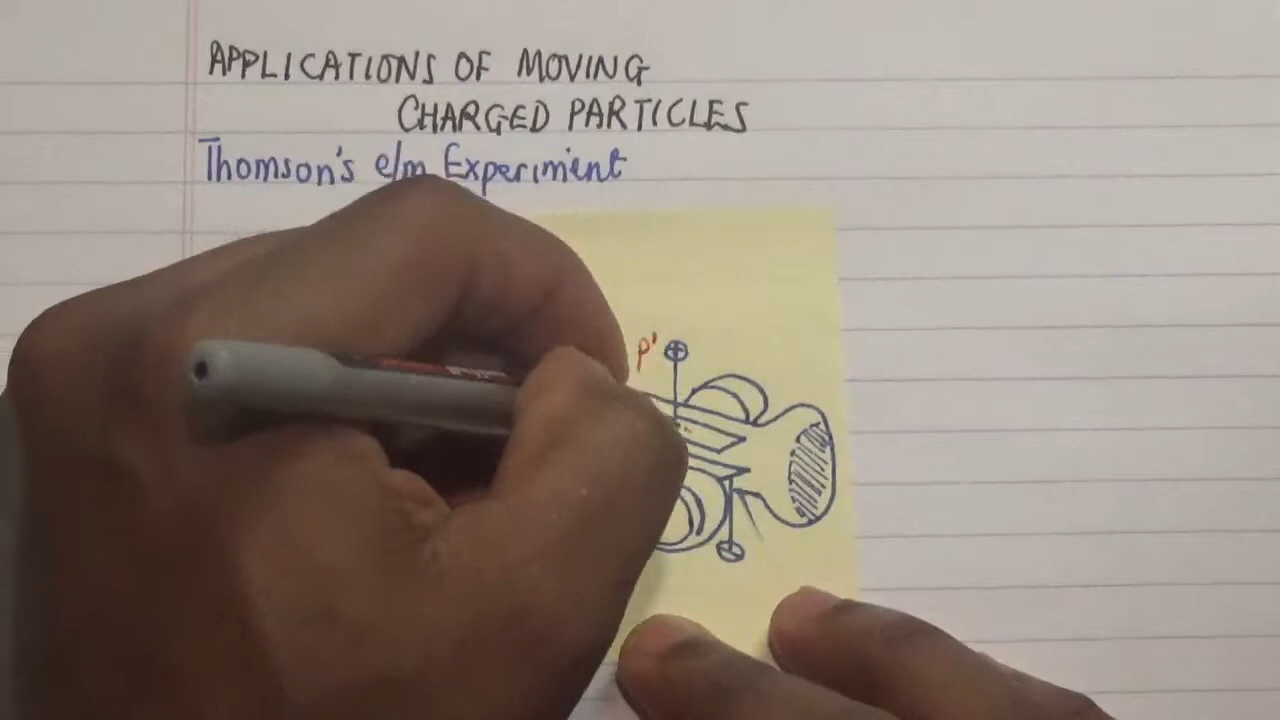 APPLICATIONS OF MOVING
CHARGED PARTICLES
Thomson's e/m Experiment
P'
+